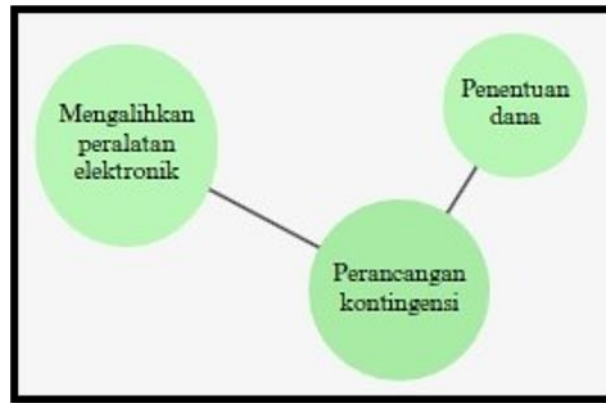 Mengalihkan
peralatan
elektronik
Penentuan
dana
Perancangan
kontingensi